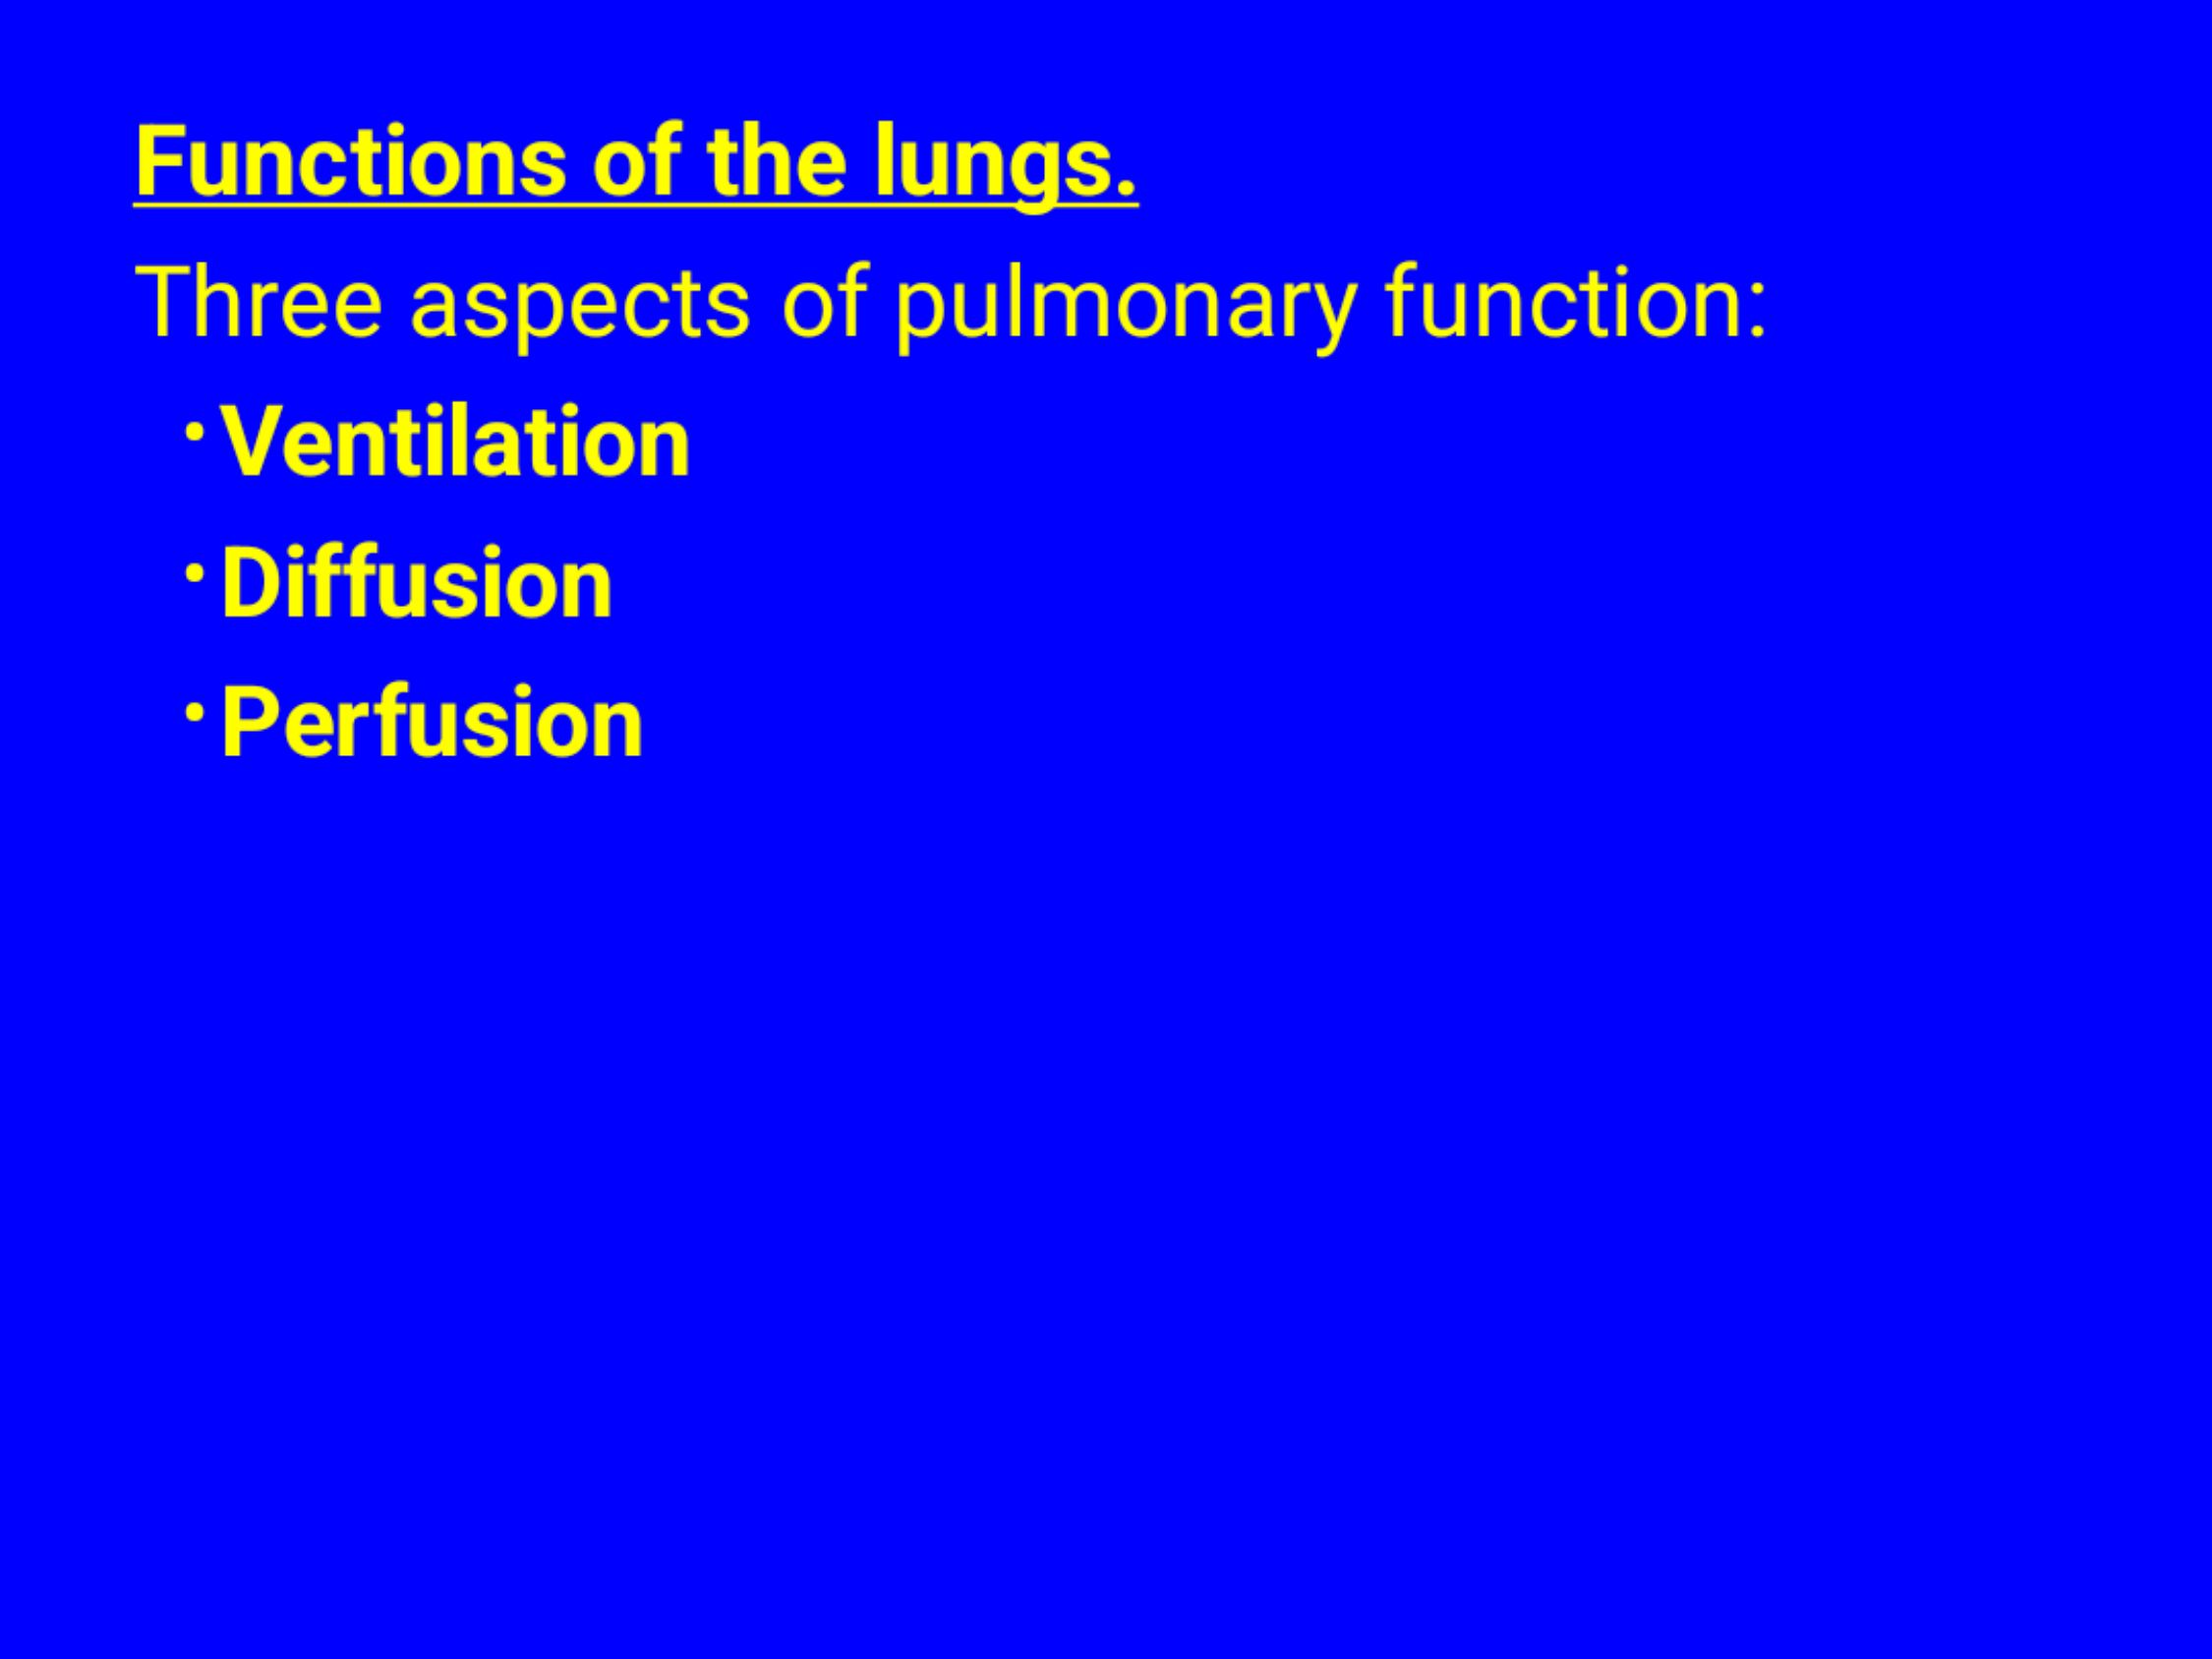 Functions of the lungs.
Three aspects of pulmonary function:
• Ventilation
• Diffusion
• Perfusion